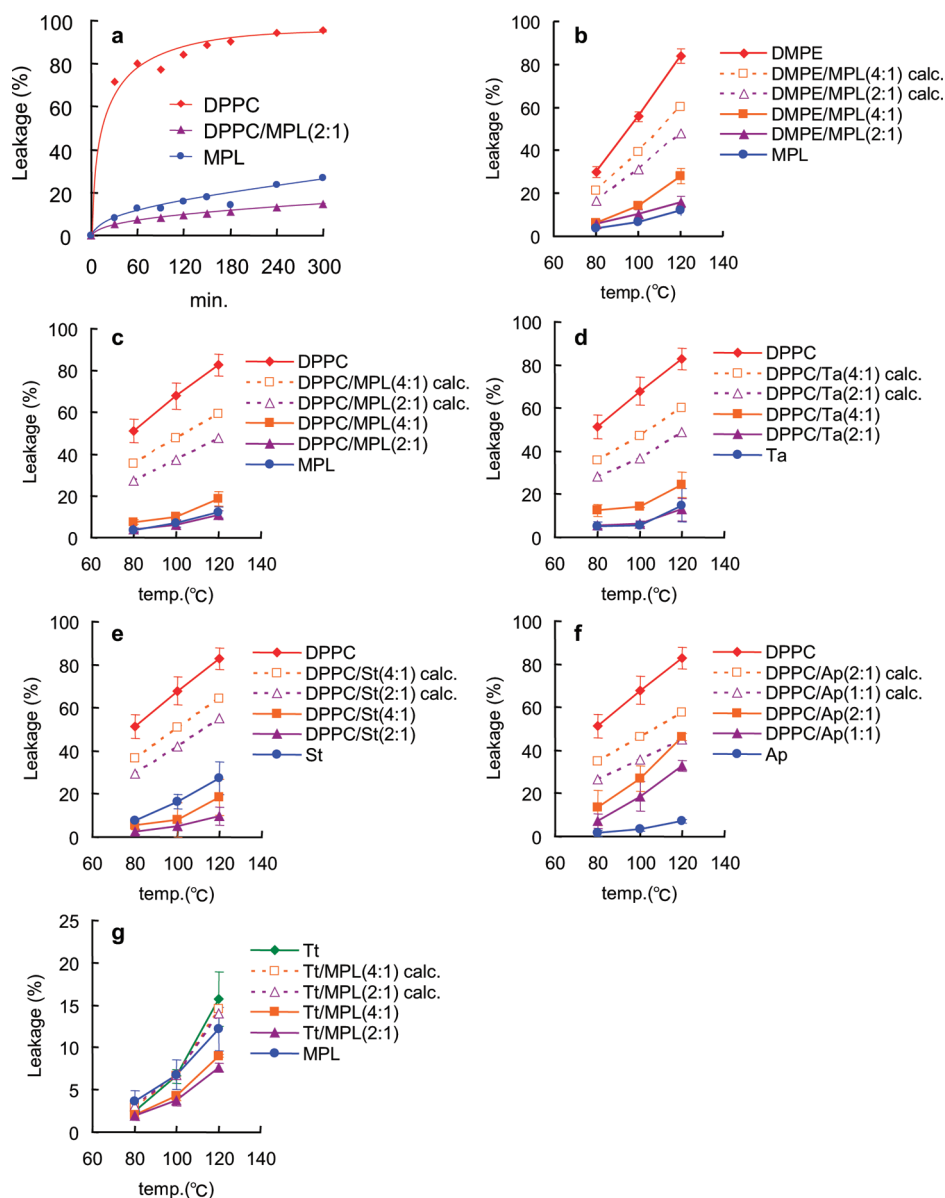 a
100
80
60
40
20
0
Leakage (%)
DPPC
DPPC/MPL(2:1)
MPL
0 60 120 180 240 300
min.
b
100
80
60
40
20
0
Leakage (%)
DMPE
DMPE/MPL(4:1) calc.
DMPE/MPL(2:1) calc.
DMPE/MPL(4:1)
DMPE/MPL(2:1)
MPL
60 80 100 120 140
temp.(℃)
c
100
80
60
40
20
0
Leakage (%)
DPPC
DPPC/MPL(4:1) calc.
DPPC/MPL(2:1) calc.
DPPC/MPL(4:1)
DPPC/MPL(2:1)
MPL
60 80 100 120 140
temp.(℃)
d
100
80
60
40
20
0
Leakage (%)
DPPC
DPPC/Ta(4:1) calc.
DPPC/Ta(2:1) calc.
DPPC/Ta(4:1)
DPPC/Ta(2:1)
Ta
60 80 100 120 140
temp.(℃)
e
100
80
60
40
20
0
Leakage (%)
DPPC
DPPC/St(4:1) calc.
DPPC/St(2:1) calc.
DPPC/St(4:1)
DPPC/St(2:1)
St
60 80 100 120 140
temp.(℃)
f
100
80
60
40
20
0
Leakage (%)
DPPC
DPPC/Ap(2:1) calc.
DPPC/Ap(1:1) calc.
DPPC/Ap(2:1)
DPPC/Ap(1:1)
Ap
60 80 100 120 140
temp.(℃)
g
25
20
15
10
5
0
Leakage (%)
Tt
Tt/MPL(4:1) calc.
Tt/MPL(2:1) calc.
Tt/MPL(4:1)
Tt/MPL(2:1)
MPL
60 80 100 120 140
temp.(℃)